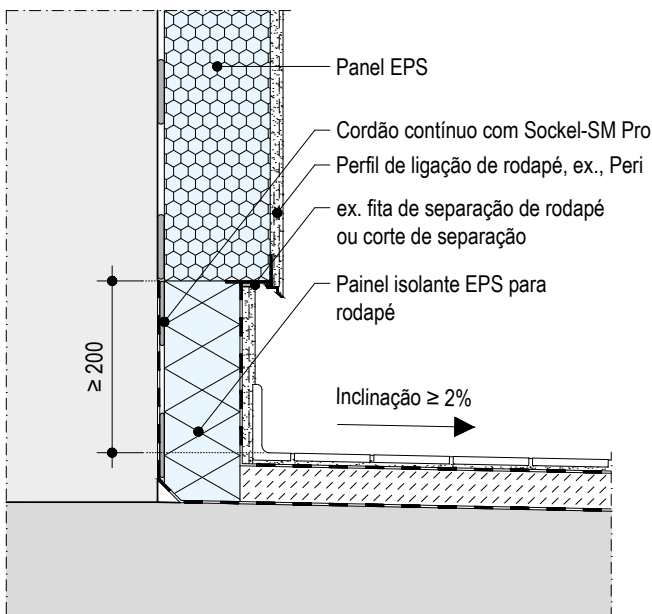 Panel EPS
Cordão contínuo com Sockel-SM Pro
Perfil de ligação de rodapé, ex., Peri
ex. fita de separação de rodapé
ou corte de separação
Painel isolante EPS para
rodapé
≥ 200
Inclinação ≥ 2%